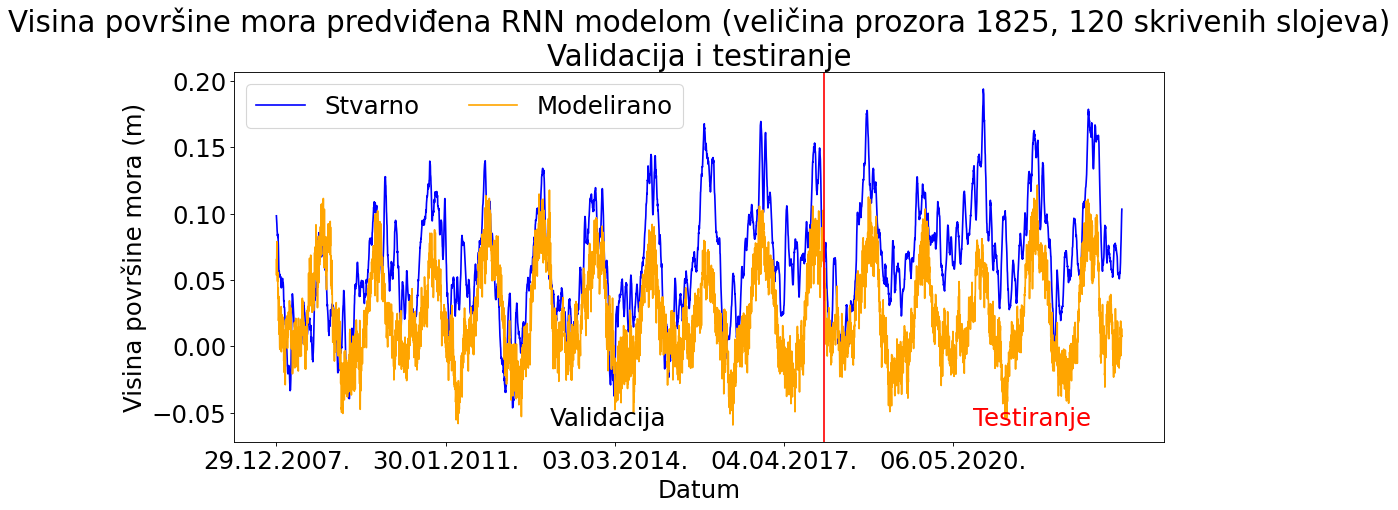 Visina površine mora predviđena RNN modelom (veličina prozora 1825, 120 skrivenih slojeva)
Validacija i testiranje
Stvarno
Modelirano
Visina površine mora (m)
0.20
0.15
0.10
0.05
0.00
−0.05
Validacija
Testiranje
29.12.2007.
30.01.2011.
03.03.2014.
04.04.2017.
06.05.2020.
Datum